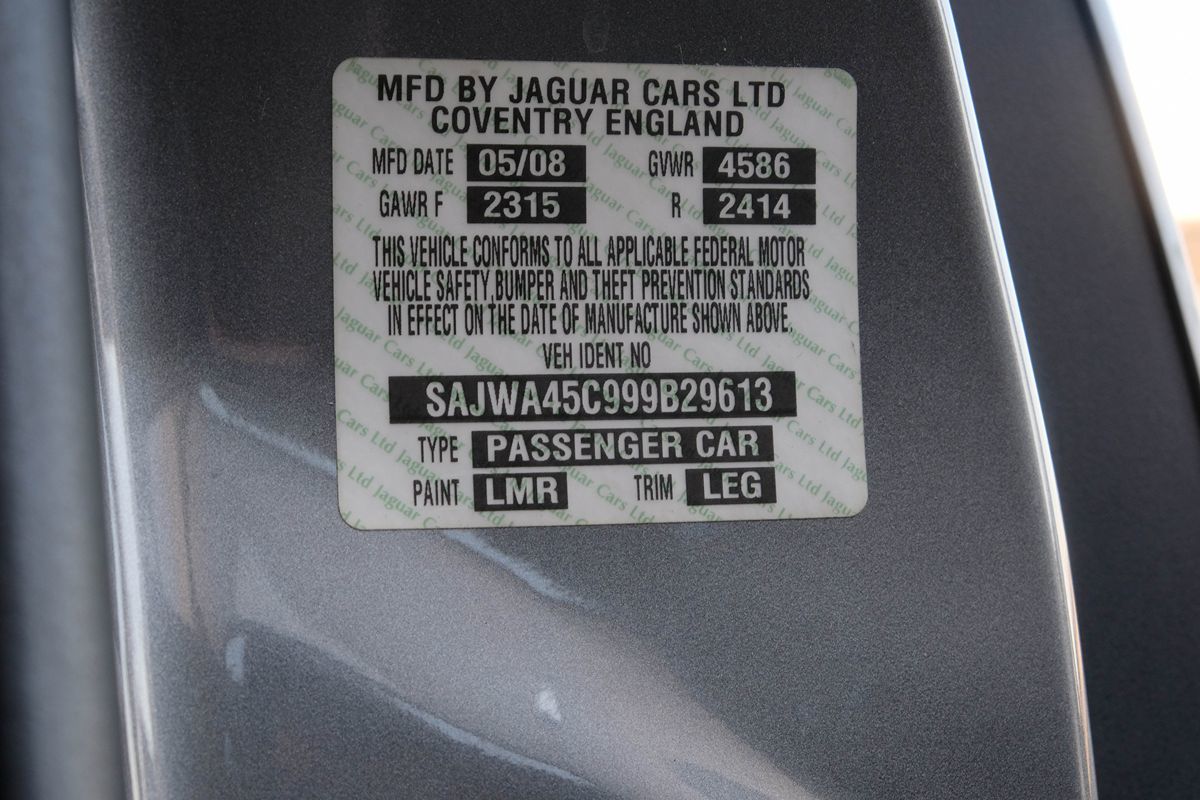 MFD BY JAGUAR CARS LTD
COVENTRY ENGLAND
MFD DATE 05/08 GVWR 4586
GAWR F 2315 R 2414
THIS VEHICLE CONFORMS TO ALL APPLICABLE FEDERAL MOTOR
VEHICLE SAFETY,BUMPER AND THEFT PREVENTION STANDARDS
IN EFFECT ON THE DATE OF MANUFACTURE SHOWN ABOVE.
VEH IDENT NO
SAJWA45C999B29613
TYPE PASSENGER CAR
PAINT LMR TRIM LEG